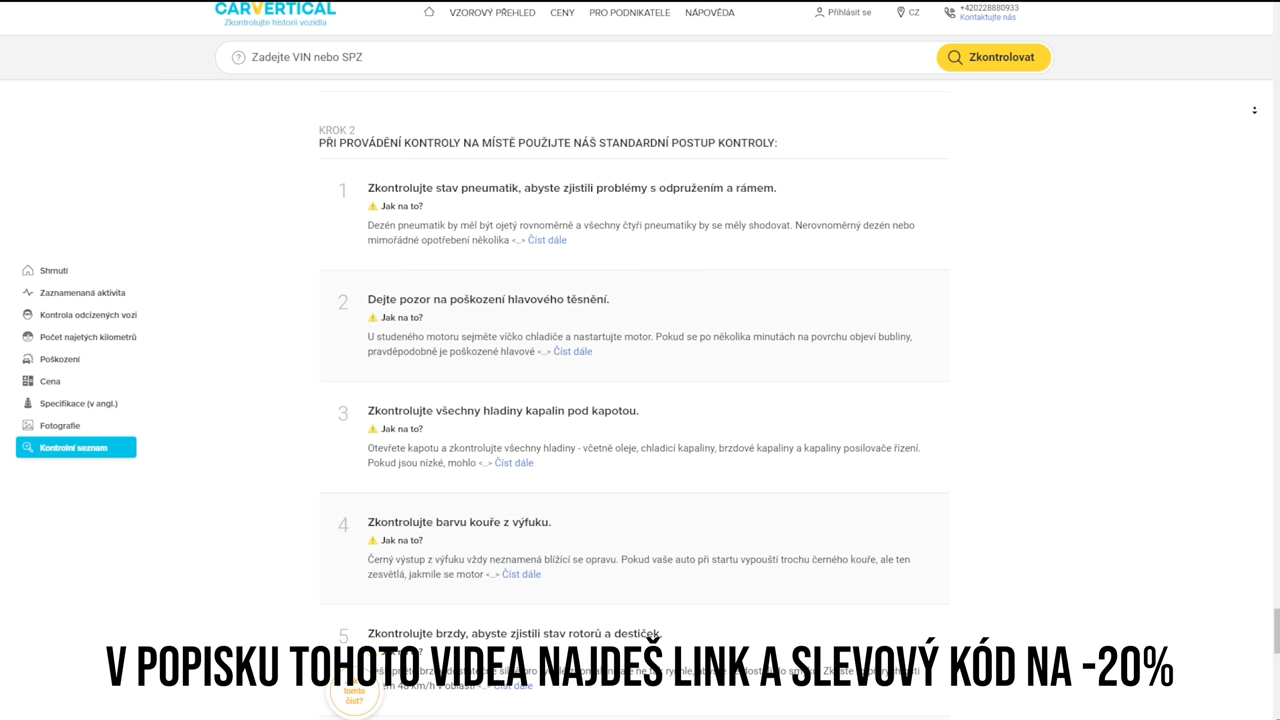 CARVERTICAL
Zkontrolujte historii vozidla
VZOROVÝ PŘEHLED CENY PRO PODNIKATELE NÁPOVĚDA
Přihlásit se
CZ
+420228880933
Kontaktujte nás
Zadejte VIN nebo SPZ
Zkontrolovat
Shrnutí
Zaznamenaná aktivita
Kontrola odcizených vozi
Počet najetých kilometrů
Poškození
Cena
Specifikace (v angl.)
Fotografie
Kontrolní seznam
KROK 2
PŘI PROVÁDĚNÍ KONTROLY NA MÍSTĚ POUŽIJTE NÁŠ STANDARDNÍ POSTUP KONTROLY:
1 Zkontrolujte stav pneumatik, abyste zjistili problémy s odpružením a rámem.
Jak na to?
Dezén pneumatik by měl být ojetý rovnoměrně a všechny čtyři pneumatiky by se měly shodovat. Nerovnoměrný dezén nebo
mimořádné opotřebení několika <...> Číst dále
2 Dejte pozor na poškození hlavového těsnění.
Jak na to?
U studeného motoru sejměte víčko chladiče a nastartujte motor. Pokud se po několika minutách na povrchu objeví bubliny,
pravděpodobně je poškozené hlavové <...> Číst dále
3 Zkontrolujte všechny hladiny kapalin pod kapotou.
Jak na to?
Otevřete kapotu a zkontrolujte všechny hladiny - včetně oleje, chladicí kapaliny, brzdové kapaliny a kapaliny posilovače řízení.
Pokud jsou nízké, mohlo <...> Číst dále
4 Zkontrolujte barvu kouře z výfuku.
Jak na to?
Černý výstup z výfuku vždy neznamená blížící se opravu. Pokud vaše auto při startu vypouští trochu černého kouře, ale ten
zesvětlá, jakmile se motor <...> Číst dále
5 Zkontrolujte brzdy, abyste zjistili stav rotorů a destiček.
Číst dále
tomto
číst?
V POPISKU TOHOTO VIDEA NAJDEŠ LINK A SLEVOVÝ KÓD NA -20%